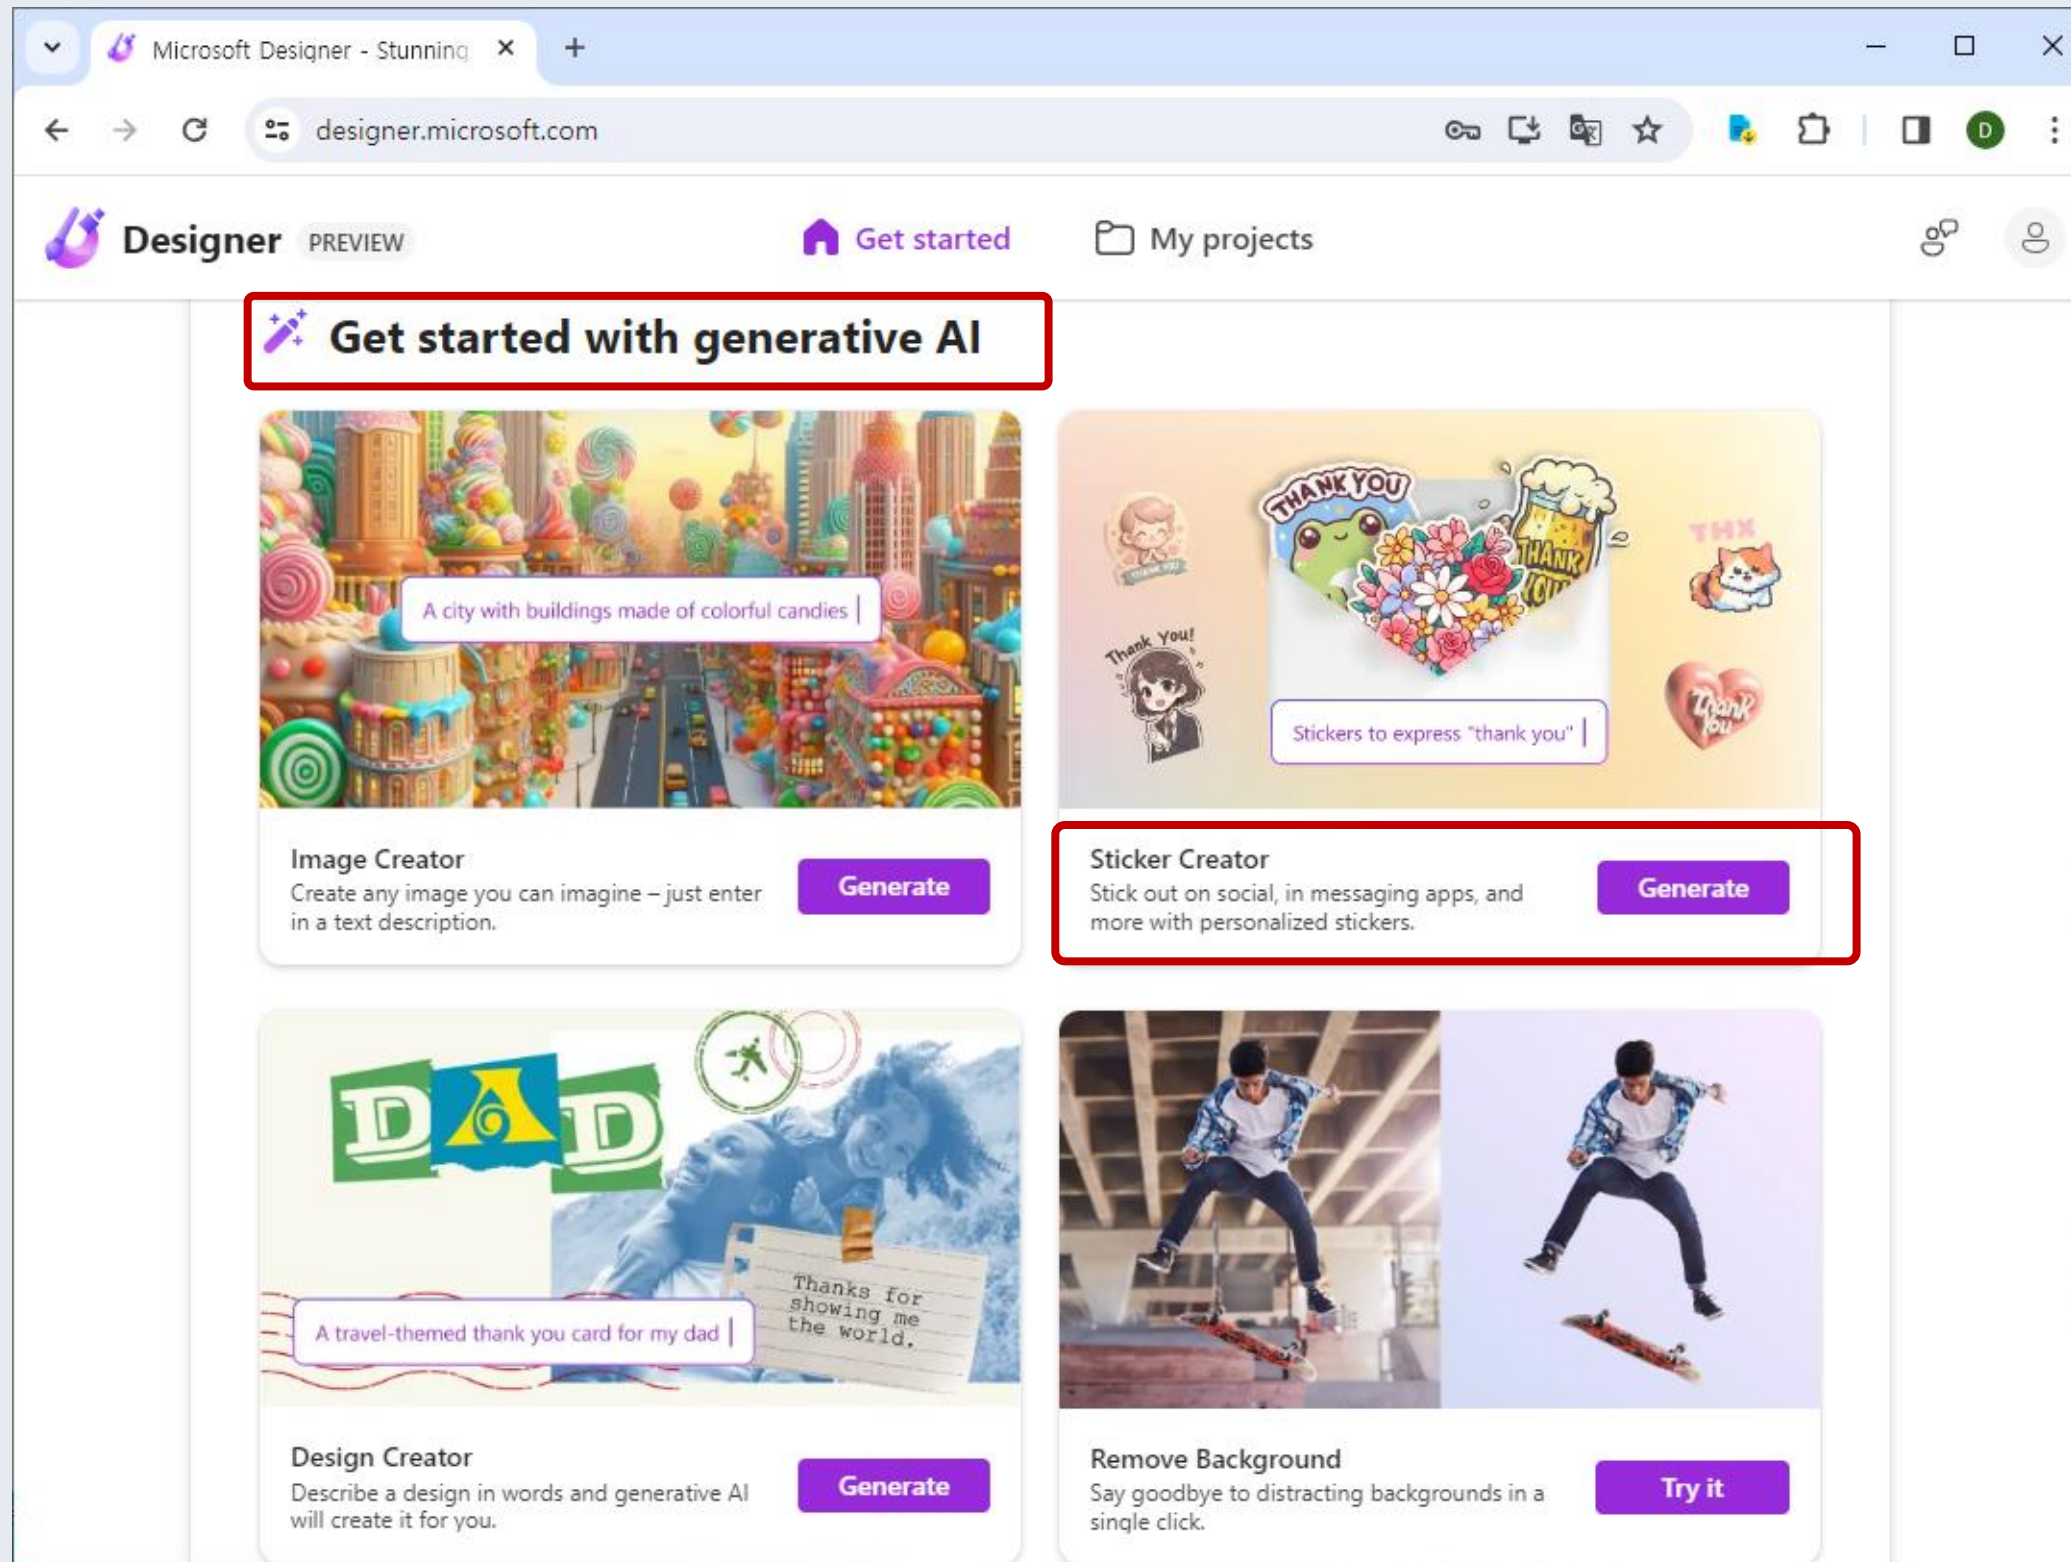 Microsoft Designer - Stunning
designer.microsoft.com
D
Designer PREVIEW
Get started
My projects
Get started with generative AI
A city with buildings made of colorful candies
THANK YOU
THANK YOU
THANK YOU
THX
Thank You!
Thank You
Stickers to express "thank you"
Image Creator
Create any image you can imagine – just enter
in a text description.
Generate
Sticker Creator
Stick out on social, in messaging apps, and
more with personalized stickers.
Generate
DAD
Thanks for
showing me
the world.
A travel-themed thank you card for my dad
Design Creator
Describe a design in words and generative AI
will create it for you.
Generate
Remove Background
Say goodbye to distracting backgrounds in a
single click.
Try it